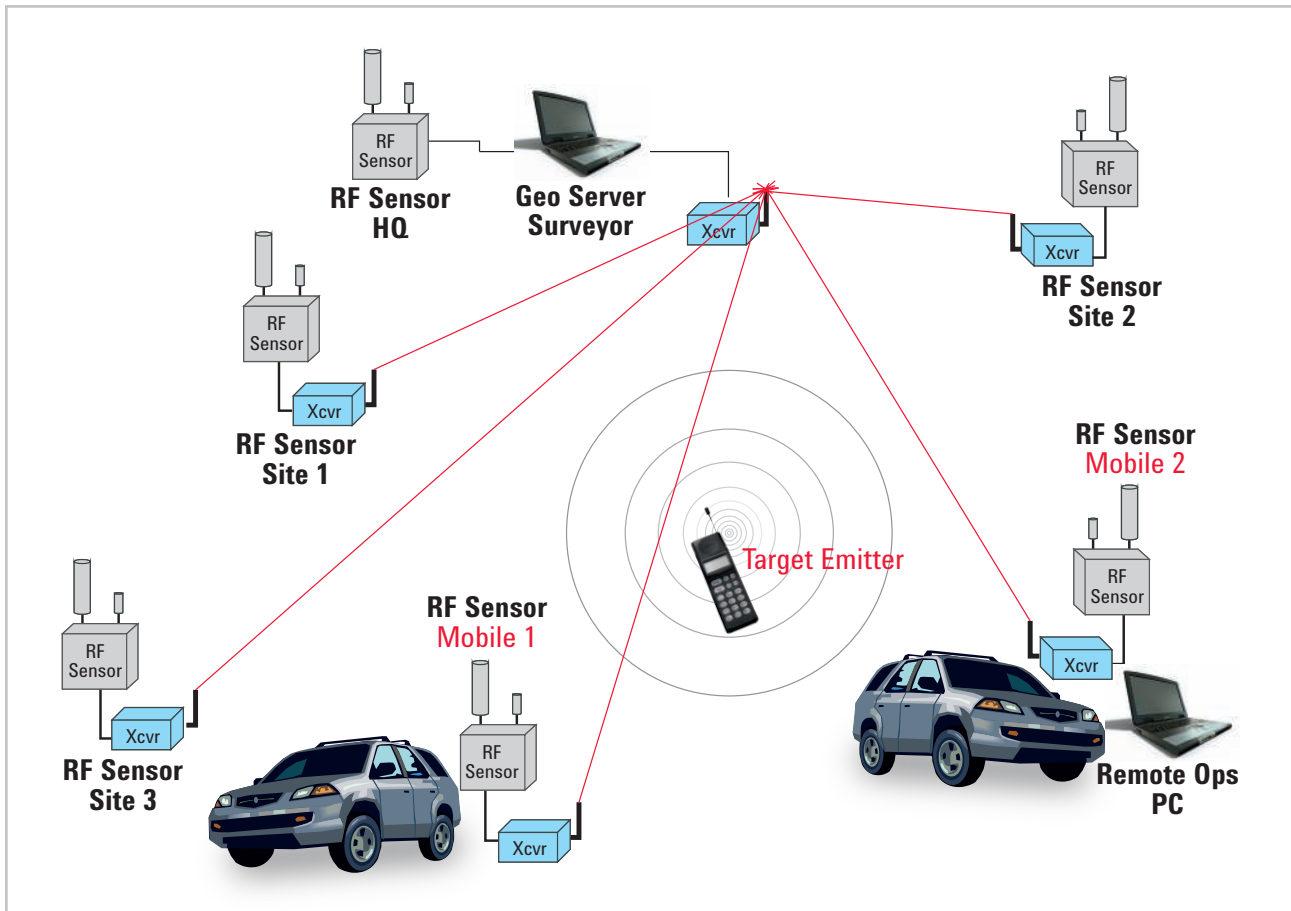 RF
Sensor
RF Sensor
HQ
Geo Server
Surveyor
Xcvr
RF
Sensor
Xcvr
RF Sensor
Site 2
RF
Sensor
Xcvr
RF Sensor
Site 1
Target Emitter
RF Sensor
Mobile 2
RF
Sensor
Xcvr
Remote Ops
PC
RF
Sensor
Xcvr
RF Sensor
Site 3
RF Sensor
Mobile 1
RF
Sensor
Xcvr